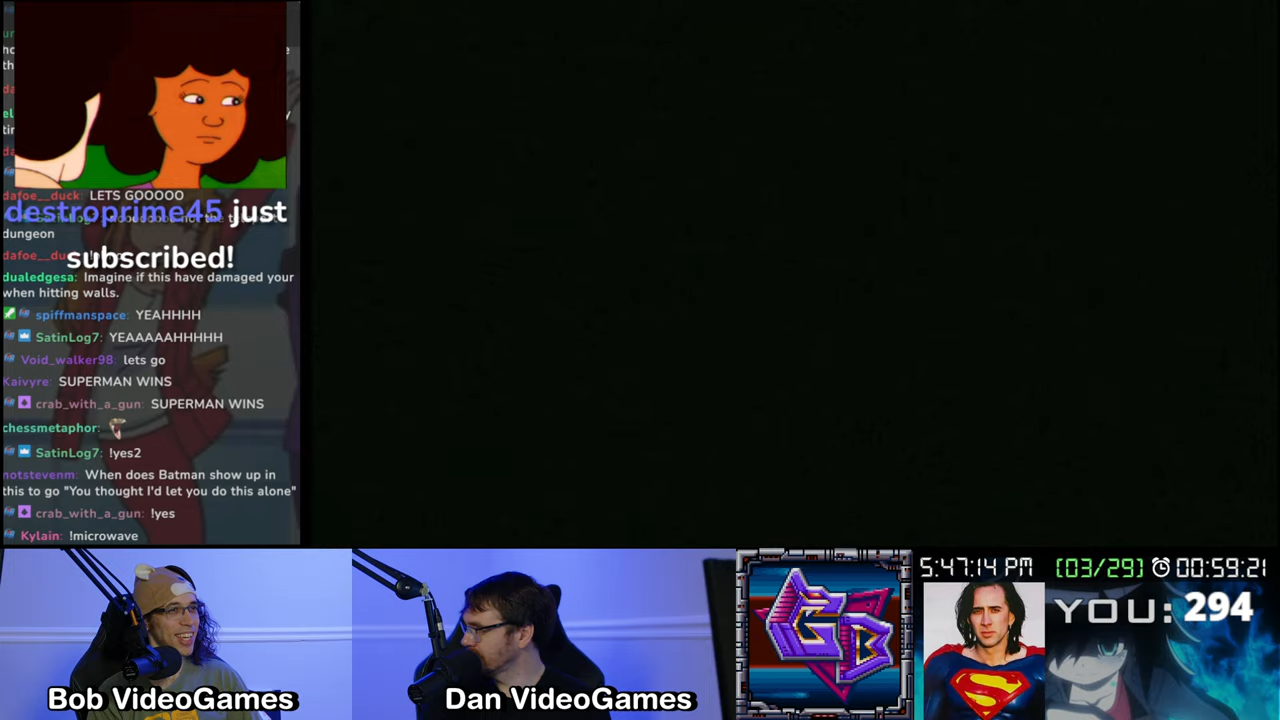 dafoe__duck: LETS GOOOOO
destroprime45 just
dungeon
subscribed!
dualedgesa: Imagine if this have damaged your
when hitting walls.
spiffmanspace: YEAHHHH
SatinLog7: YEAAAAAHHHHH
Void_walker98: lets go
Kaivyre: SUPERMAN WINS
crab_with_a_gun: SUPERMAN WINS
chessmetaphor:
SatinLog7: !yes2
notstevenm: When does Batman show up in
this to go "You thought I'd let you do this alone"
crab_with_a_gun: !yes
Kylain: !microwave
Bob VideoGames
Dan VideoGames
GB
5:47:14 PM
[03/29] 00:59:21
YOU: 294
S